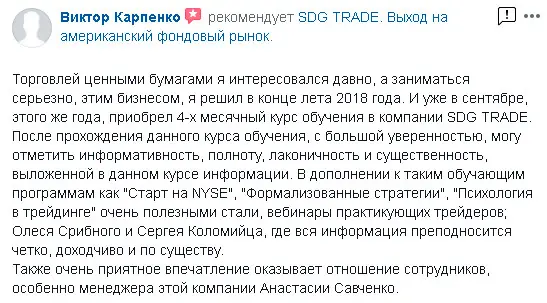 Виктор Карпенко рекомендует SDG TRADE. Выход на
американский фондовый рынок.
Торговлей ценными бумагами я интересовался давно, а заниматься
серьезно, этим бизнесом, я решил в конце лета 2018 года. И уже в сентябре,
этого же года, приобрел 4-х месячный курс обучения в компании SDG TRADE.
После прохождения данного курса обучения, с большой уверенностью, могу
отметить информативность, полноту, лаконичность и существенность,
выложенной в данном курсе информации. В дополнении к таким обучающим
программам как "Старт на NYSE", "Формализованные стратегии", "Психология
в трейдинге" очень полезными стали, вебинары практикующих трейдеров;
Олеся Срибного и Сергея Коломийца, где вся информация преподносится
четко, доходчиво и по существу.
Также очень приятное впечатление оказывает отношение сотрудников,
особенно менеджера этой компании Анастасии Савченко.